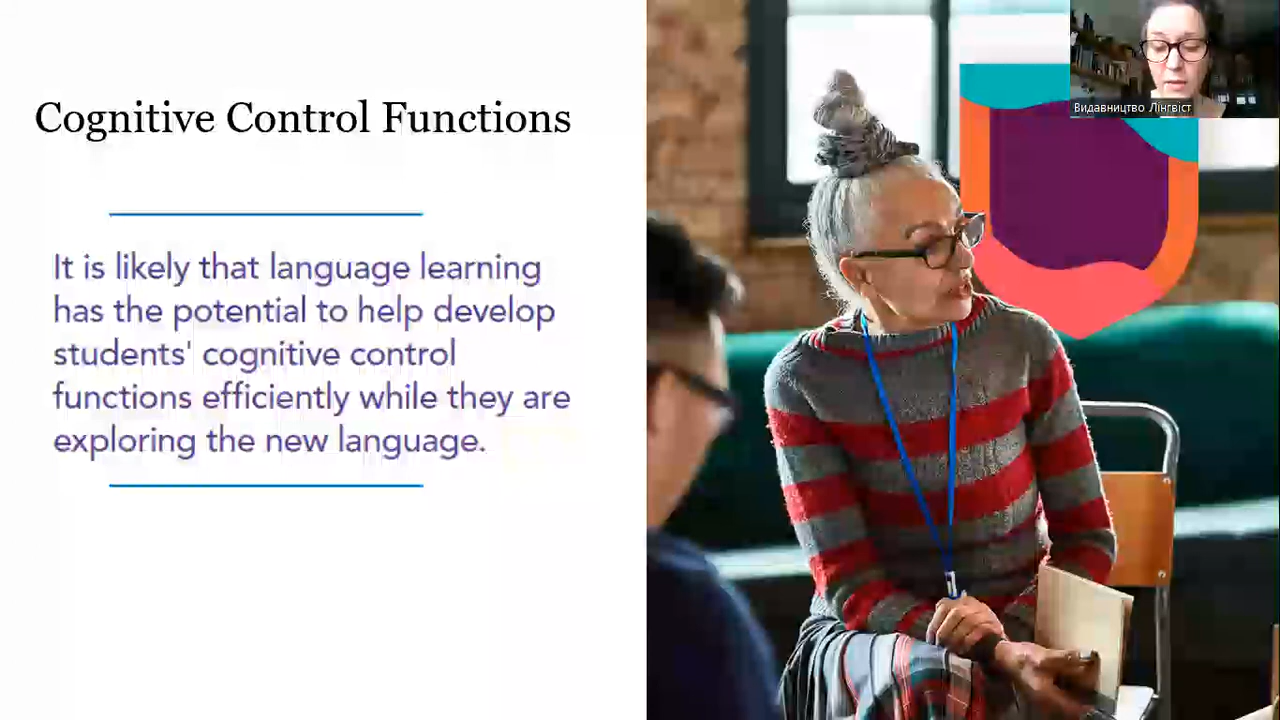 Cognitive Control Functions
It is likely that language learning
has the potential to help develop
students' cognitive control
functions efficiently while they are
exploring the new language.
Видавництво Лінгвіст